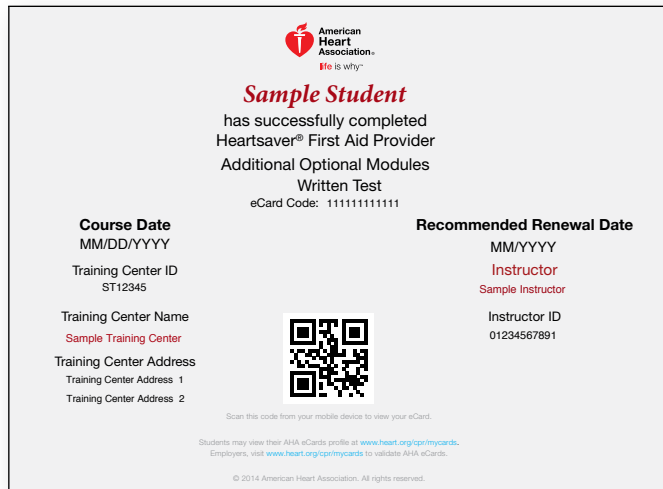 American
Heart
Association®
life is why™
Sample Student
has successfully completed
Heartsaver® First Aid Provider
Additional Optional Modules
Written Test
eCard Code: 111111111111
Course Date
MM/DD/YYYY
Training Center ID
ST12345
Training Center Name
Sample Training Center
Training Center Address
Training Center Address 1
Training Center Address 2
Recommended Renewal Date
MM/YYYY
Instructor
Sample Instructor
Instructor ID
01234567891
Scan this code from your mobile device to view your eCard.
Students may view their AHA eCards profile at www.heart.org/cpr/mycards.
Employers, visit www.heart.org/cpr/mycards to validate AHA eCards.
© 2014 American Heart Association. All rights reserved.